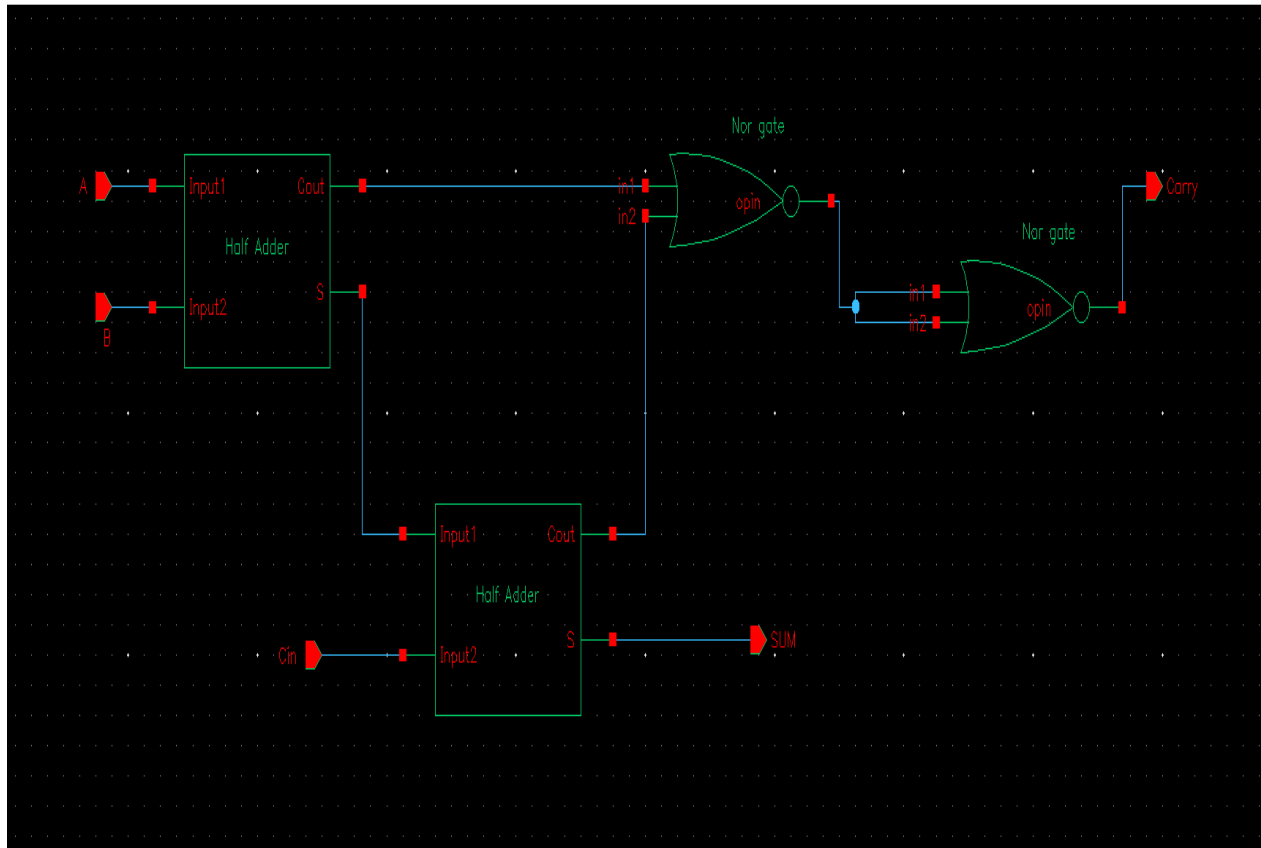 Nor gate
A
Input1
Cout
in1
opin
Carry
in2
Nor gate
Half Adder
S
in1
opin
B
Input2
in2
Input1
Cout
Half Adder
Cin
Input2
S
SUM